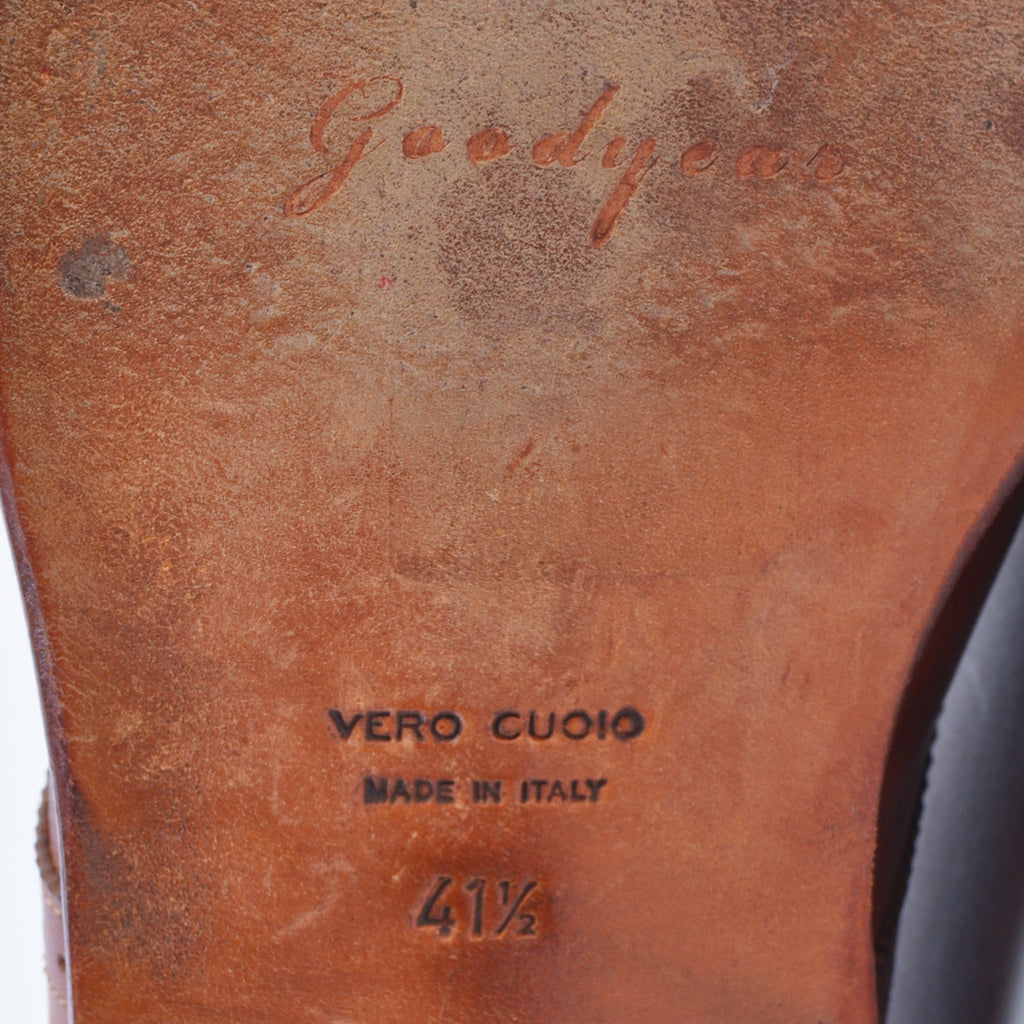 Goodyear
VERO CUOIO
MADE IN ITALY
41½